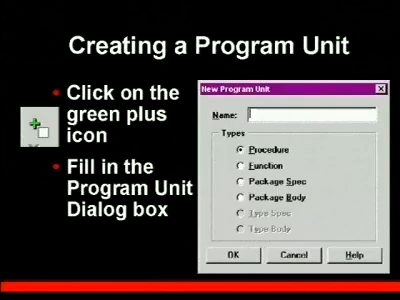 Creating a Program Unit
• Click on the
green plus
icon
• Fill in the
Program Unit
Dialog box
New Program Unit
Name:
Types
Procedure
Function
Package Spec
Package Body
Type Spec
Type Body
OK Cancel Help